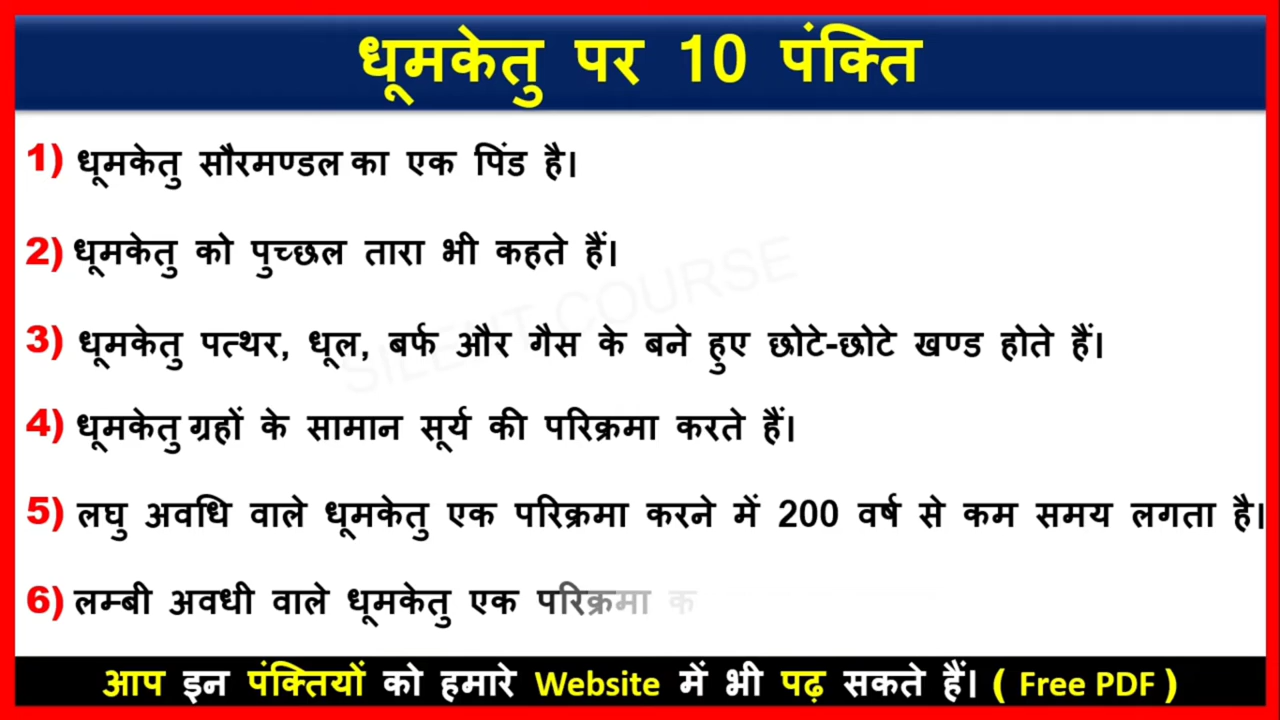 धूमकेतु पर 10 पंक्ति
1) धूमकेतु सौरमण्डल का एक पिंड है।
2) धूमकेतु को पुच्छल तारा भी कहते हैं।
3) धूमकेतु पत्थर, धूल, बर्फ और गैस के बने हुए छोटे-छोटे खण्ड होते हैं।
4) धूमकेतु ग्रहों के सामान सूर्य की परिक्रमा करते हैं।
5) लघु अवधि वाले धूमकेतु एक परिक्रमा करने में 200 वर्ष से कम समय लगता है।
6) लम्बी अवधी वाले धूमकेतु एक परिक्रमा क
SILENT COURSE
आप इन पंक्तियों को हमारे Website में भी पढ़ सकते हैं। ( Free PDF )